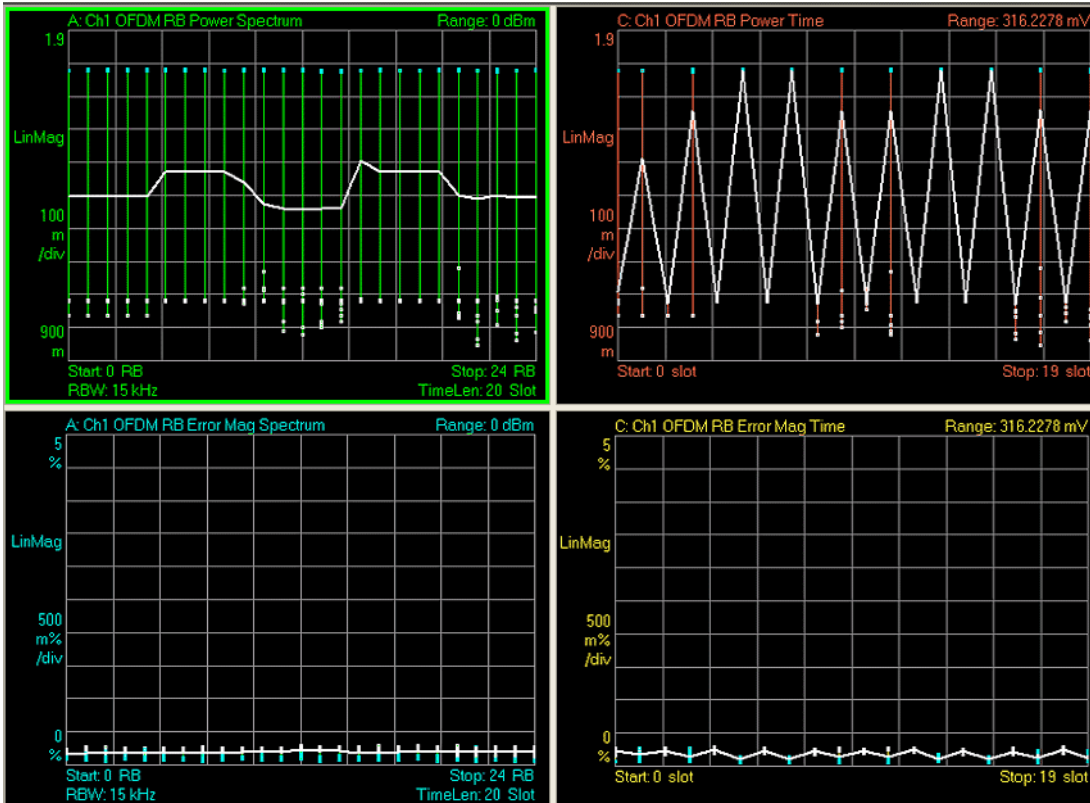 A: Ch1 OFDM RB Power Spectrum
Range: 0 dBm
1.9
LinMag
100
m
/div
900
m
Start: 0 RB
Stop: 24 RB
RBW: 15 kHz
TimeLen: 20 Slot
C: Ch1 OFDM RB Power Time
Range: 316.2278 mV
1.9
LinMag
100
m
/div
900
m
Start: 0 slot
Stop: 19 slot
A: Ch1 OFDM RB Error Mag Spectrum
Range: 0 dBm
5
%
LinMag
500
m%
/div
0
%
Start: 0 RB
Stop: 24 RB
RBW: 15 kHz
TimeLen: 20 Slot
C: Ch1 OFDM RB Error Mag Time
Range: 316.2278 mV
5
%
LinMag
500
m%
/div
0
%
Start: 0 slot
Stop: 19 slot